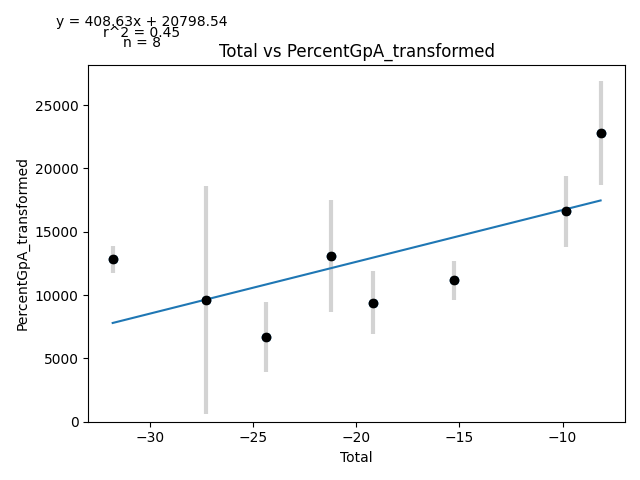 y = 408.63x + 20798.54
r^2 = 0.45
n = 8
Total vs PercentGpA_transformed
PercentGpA_transformed
25000
20000
15000
10000
5000
0
−30
−25
−20
−15
−10
Total